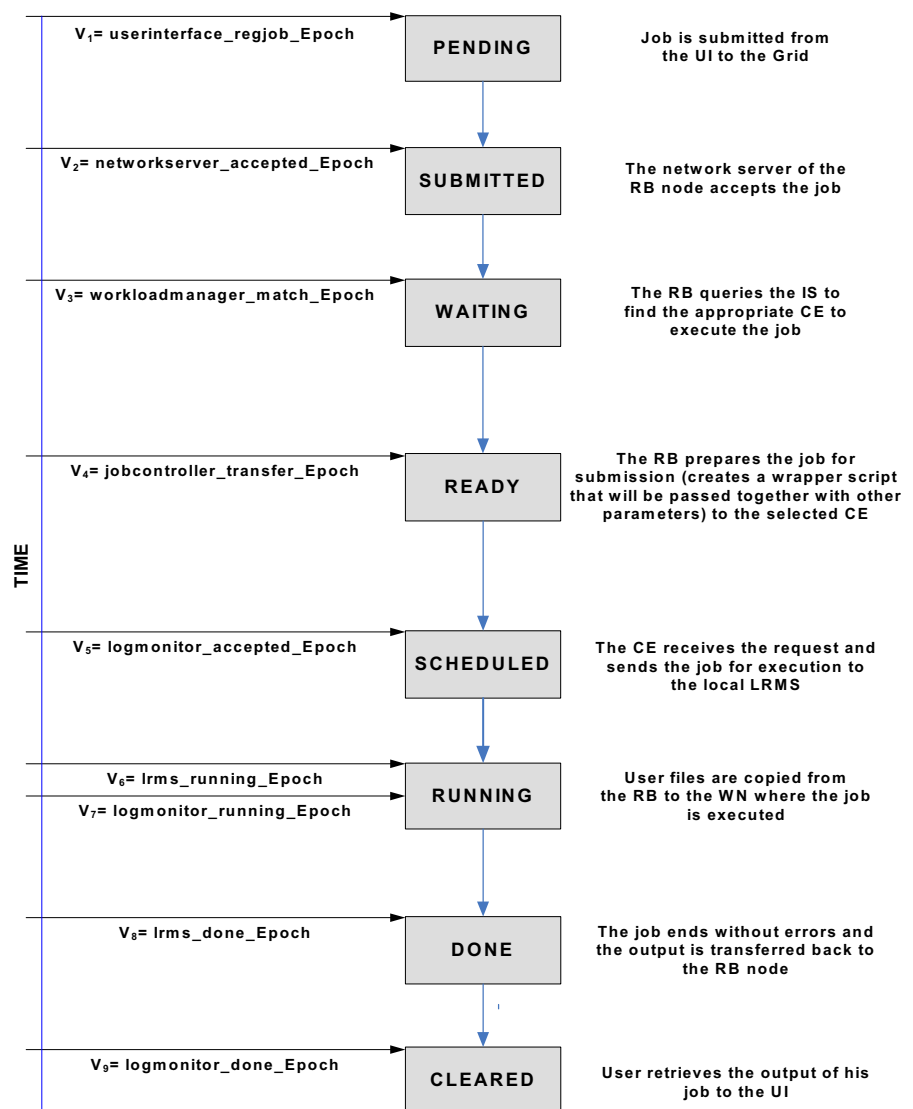 V₁= userinterface_regjob_Epoch
PENDING
Job is submitted from
the UI to the Grid
V₂= networkserver_accepted_Epoch
SUBMITTED
The network server of the
RB node accepts the job
V₃= workloadmanager_match_Epoch
WAITING
The RB queries the IS to
find the appropriate CE to
execute the job
V₄= jobcontroller_transfer_Epoch
READY
The RB prepares the job for
submission (creates a wrapper script
that will be passed together with other
parameters) to the selected CE
TIME
V₅= logmonitor_accepted_Epoch
SCHEDULED
The CE receives the request and
sends the job for execution to
the local LRMS
V₆= lrms_running_Epoch
V₇= logmonitor_running_Epoch
RUNNING
User files are copied from
the RB to the WN where the job
is executed
V₈= lrms_done_Epoch
DONE
The job ends without errors and
the output is transferred back to
the RB node
V₉= logmonitor_done_Epoch
CLEARED
User retrieves the output of his
job to the UI